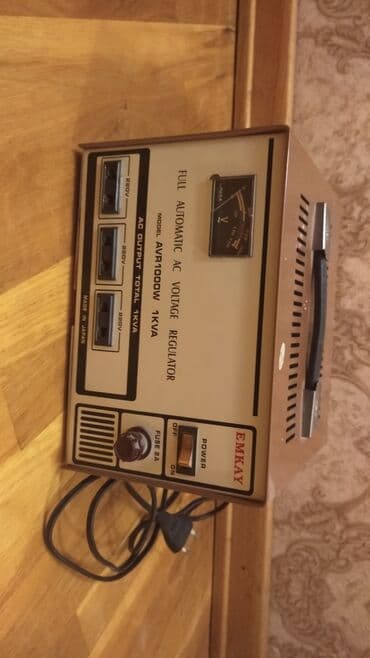 EMKAY
POWER
OFF
ON
FUSE 8A
FULL AUTOMATIC AC VOLTAGE REGULATOR
MODEL AVR1000W 1KVA
V
AC OUTPUT TOTAL 1KVA
220V
220V
220V
MADE IN JAPAN